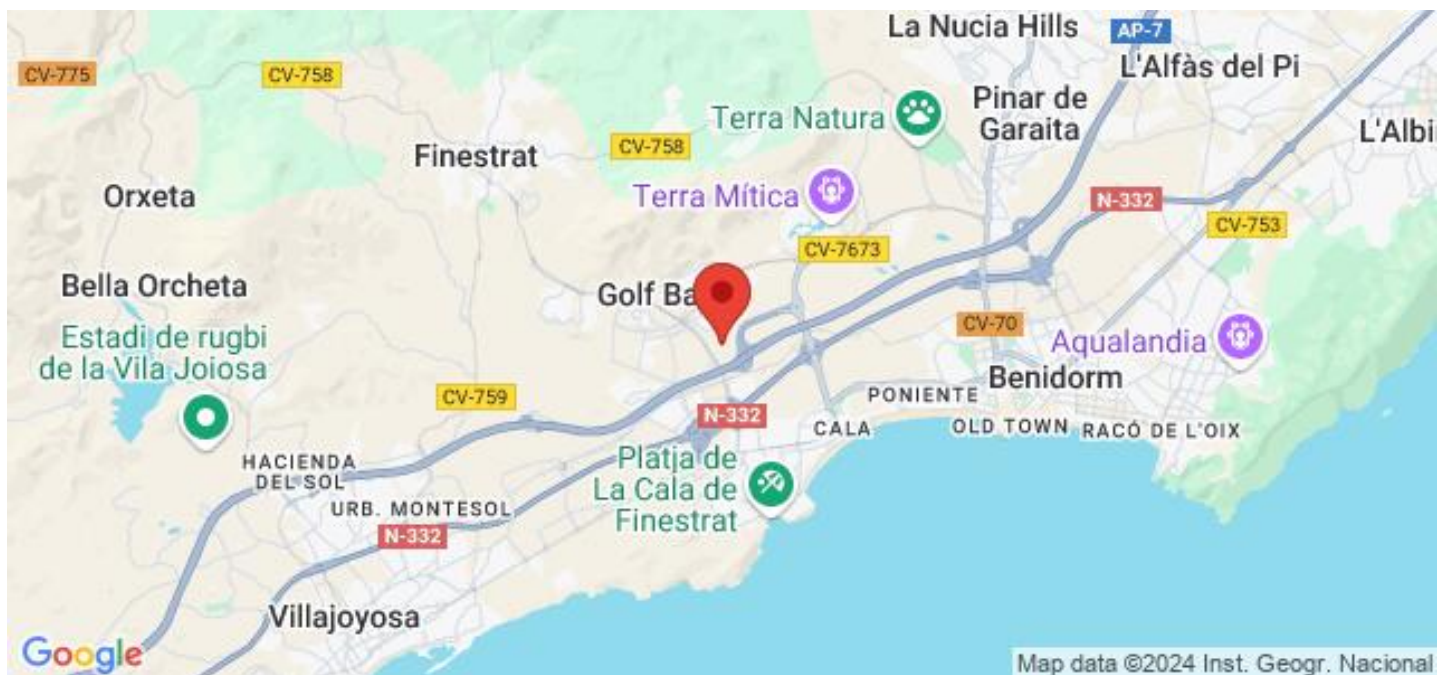 La Nucia Hills
AP-7
CV-775
CV-758
L'Alfàs del Pi
Terra Natura
Pinar de
Garaita
L'Albi
Finestrat
CV-758
Orxeta
Terra Mítica
N-332
CV-753
CV-7673
Bella Orcheta
Golf Ba
Estadi de rugbi
de la Vila Joiosa
CV-70
Aqualandia
Benidorm
CV-759
PONIENTE
N-332
CALA
OLD TOWN
RACÓ DE L'OIX
HACIENDA
DEL SOL
Platja de
La Cala de
Finestrat
URB. MONTESOL
N-332
Villajoyosa
Google
Map data ©2024 Inst. Geogr. Nacional